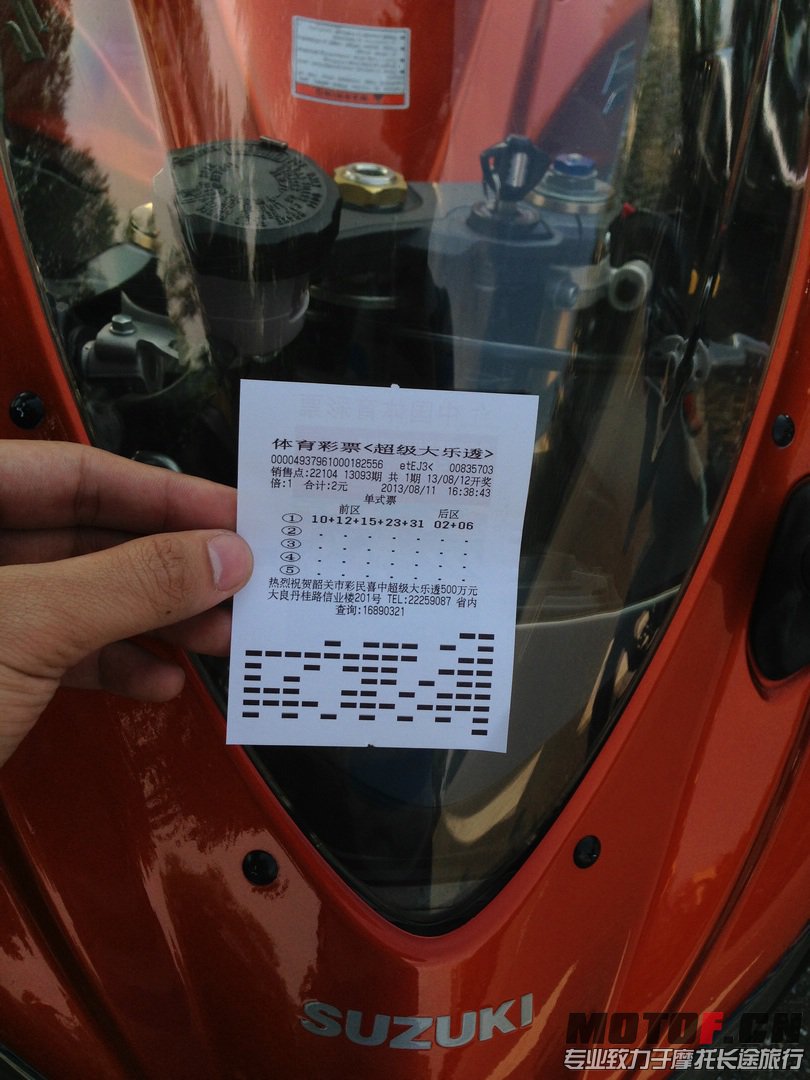 体育彩票<超级大乐透>
00004937961000182556 etEJ3< 00835703
销售点:22104 13093期 共1期 13/08/12开奖
倍:1 合计:2元 2013/08/11 16:38:43
单式票
前区 后区
① 10+12+15+23+31 02+06
②
③
④
⑤
热烈祝贺韶关市彩民喜中超级大乐透500万元
大良丹桂路信业楼201号 TEL:22259087 省内
查询:16890321
SUZUKI
MOTOF.CN
专业致力于摩托长途旅行